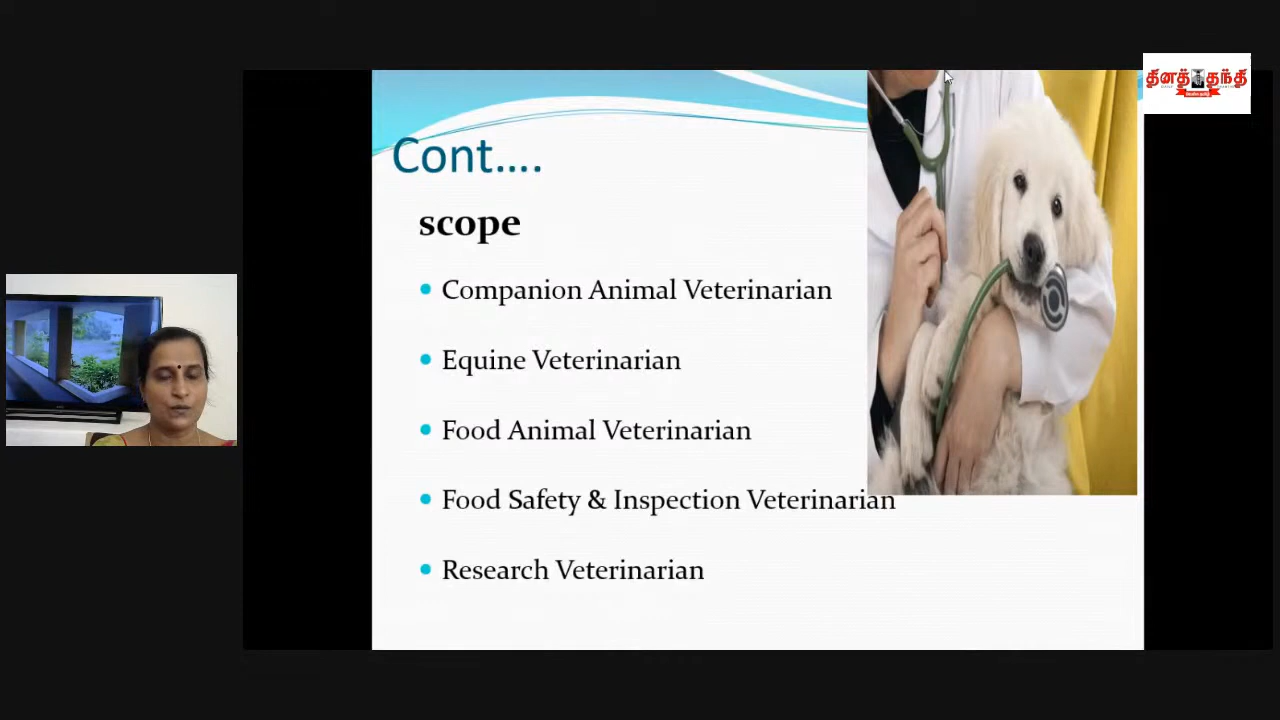 தினத்தந்தி
Cont....
scope
Companion Animal Veterinarian
Equine Veterinarian
Food Animal Veterinarian
Food Safety & Inspection Veterinarian
Research Veterinarian